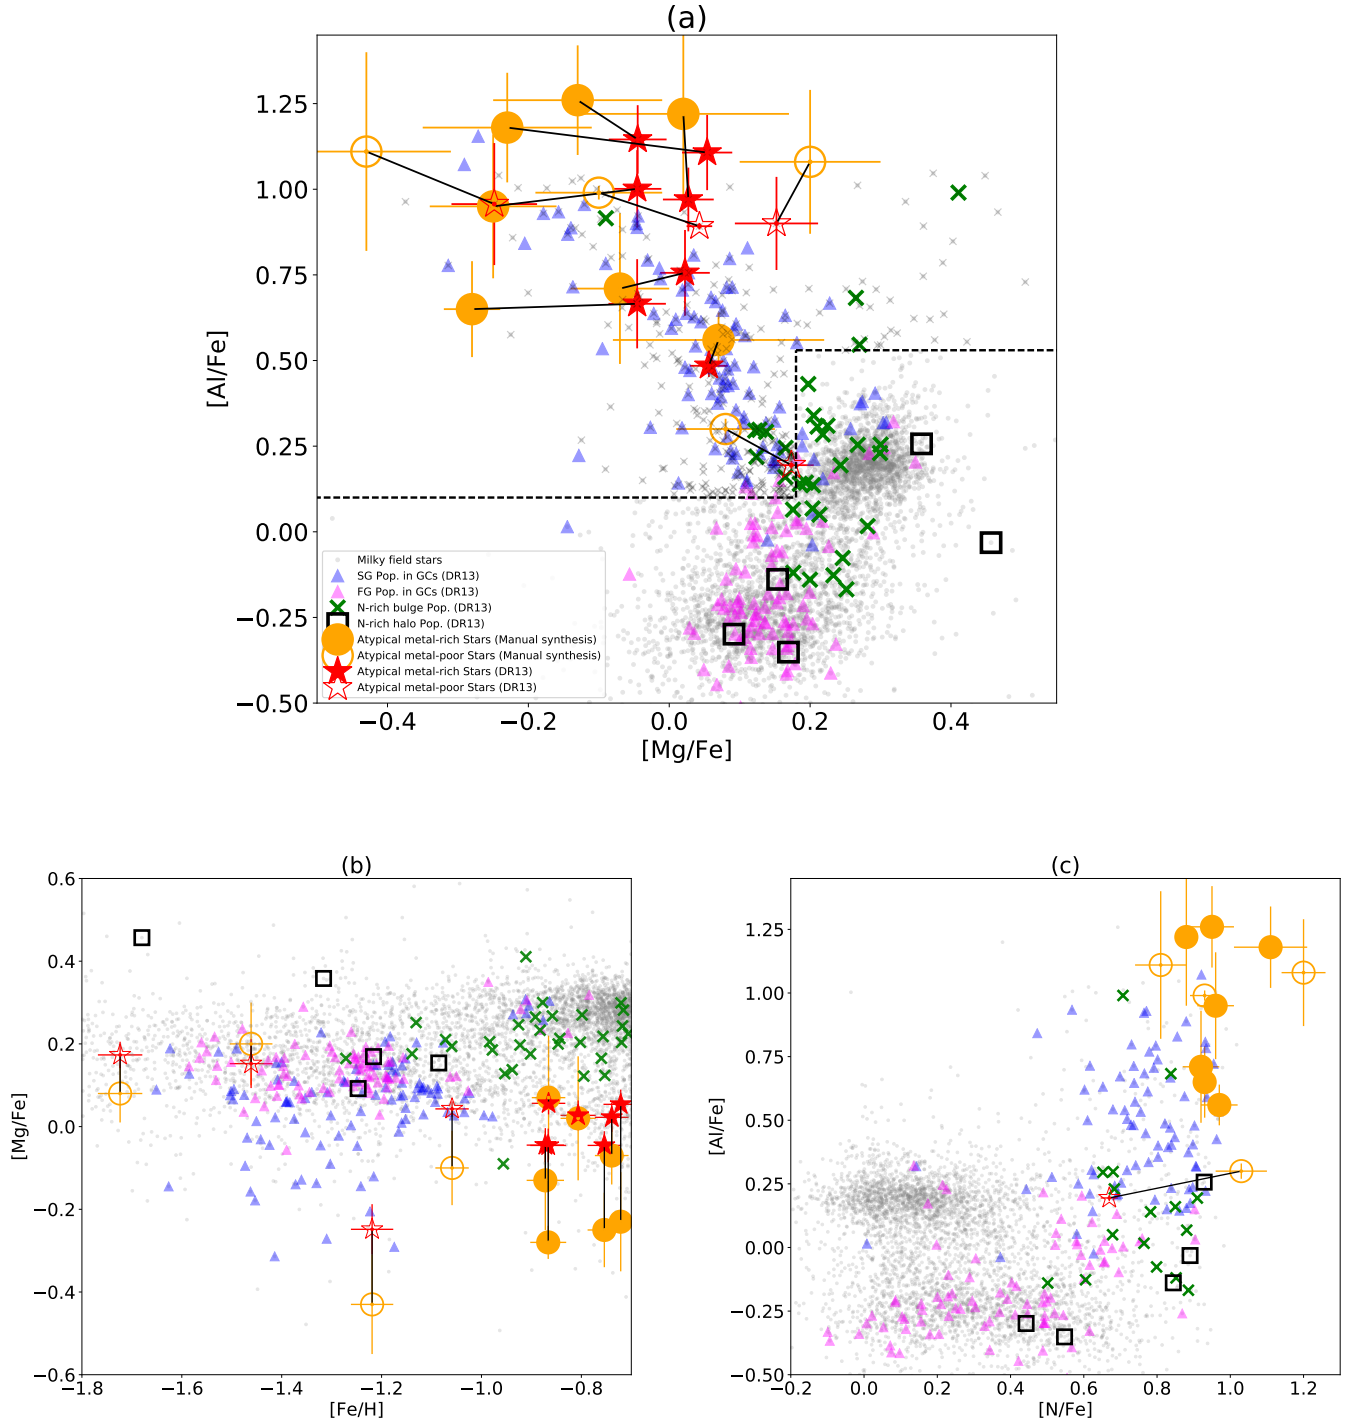 (a)
1.25
1.00
0.75
0.50
0.25
0.00
−0.25
−0.50
[Al/Fe]
Milky field stars
SG Pop. in GCs (DR13)
FG Pop. in GCs (DR13)
N-rich bulge Pop. (DR13)
N-rich halo Pop. (DR13)
Atypical metal-rich Stars (Manual synthesis)
Atypical metal-poor Stars (Manual synthesis)
Atypical metal-rich Stars (DR13)
Atypical metal-poor Stars (DR13)
−0.4 −0.2 0.0 0.2 0.4
[Mg/Fe]
(b)
0.6
0.4
0.2
0.0
−0.2
−0.4
−0.6
[Mg/Fe]
−1.8 −1.6 −1.4 −1.2 −1.0 −0.8
[Fe/H]
(c)
1.25
1.00
0.75
0.50
0.25
0.00
−0.25
−0.50
[Al/Fe]
−0.2 0.0 0.2 0.4 0.6 0.8 1.0 1.2
[N/Fe]